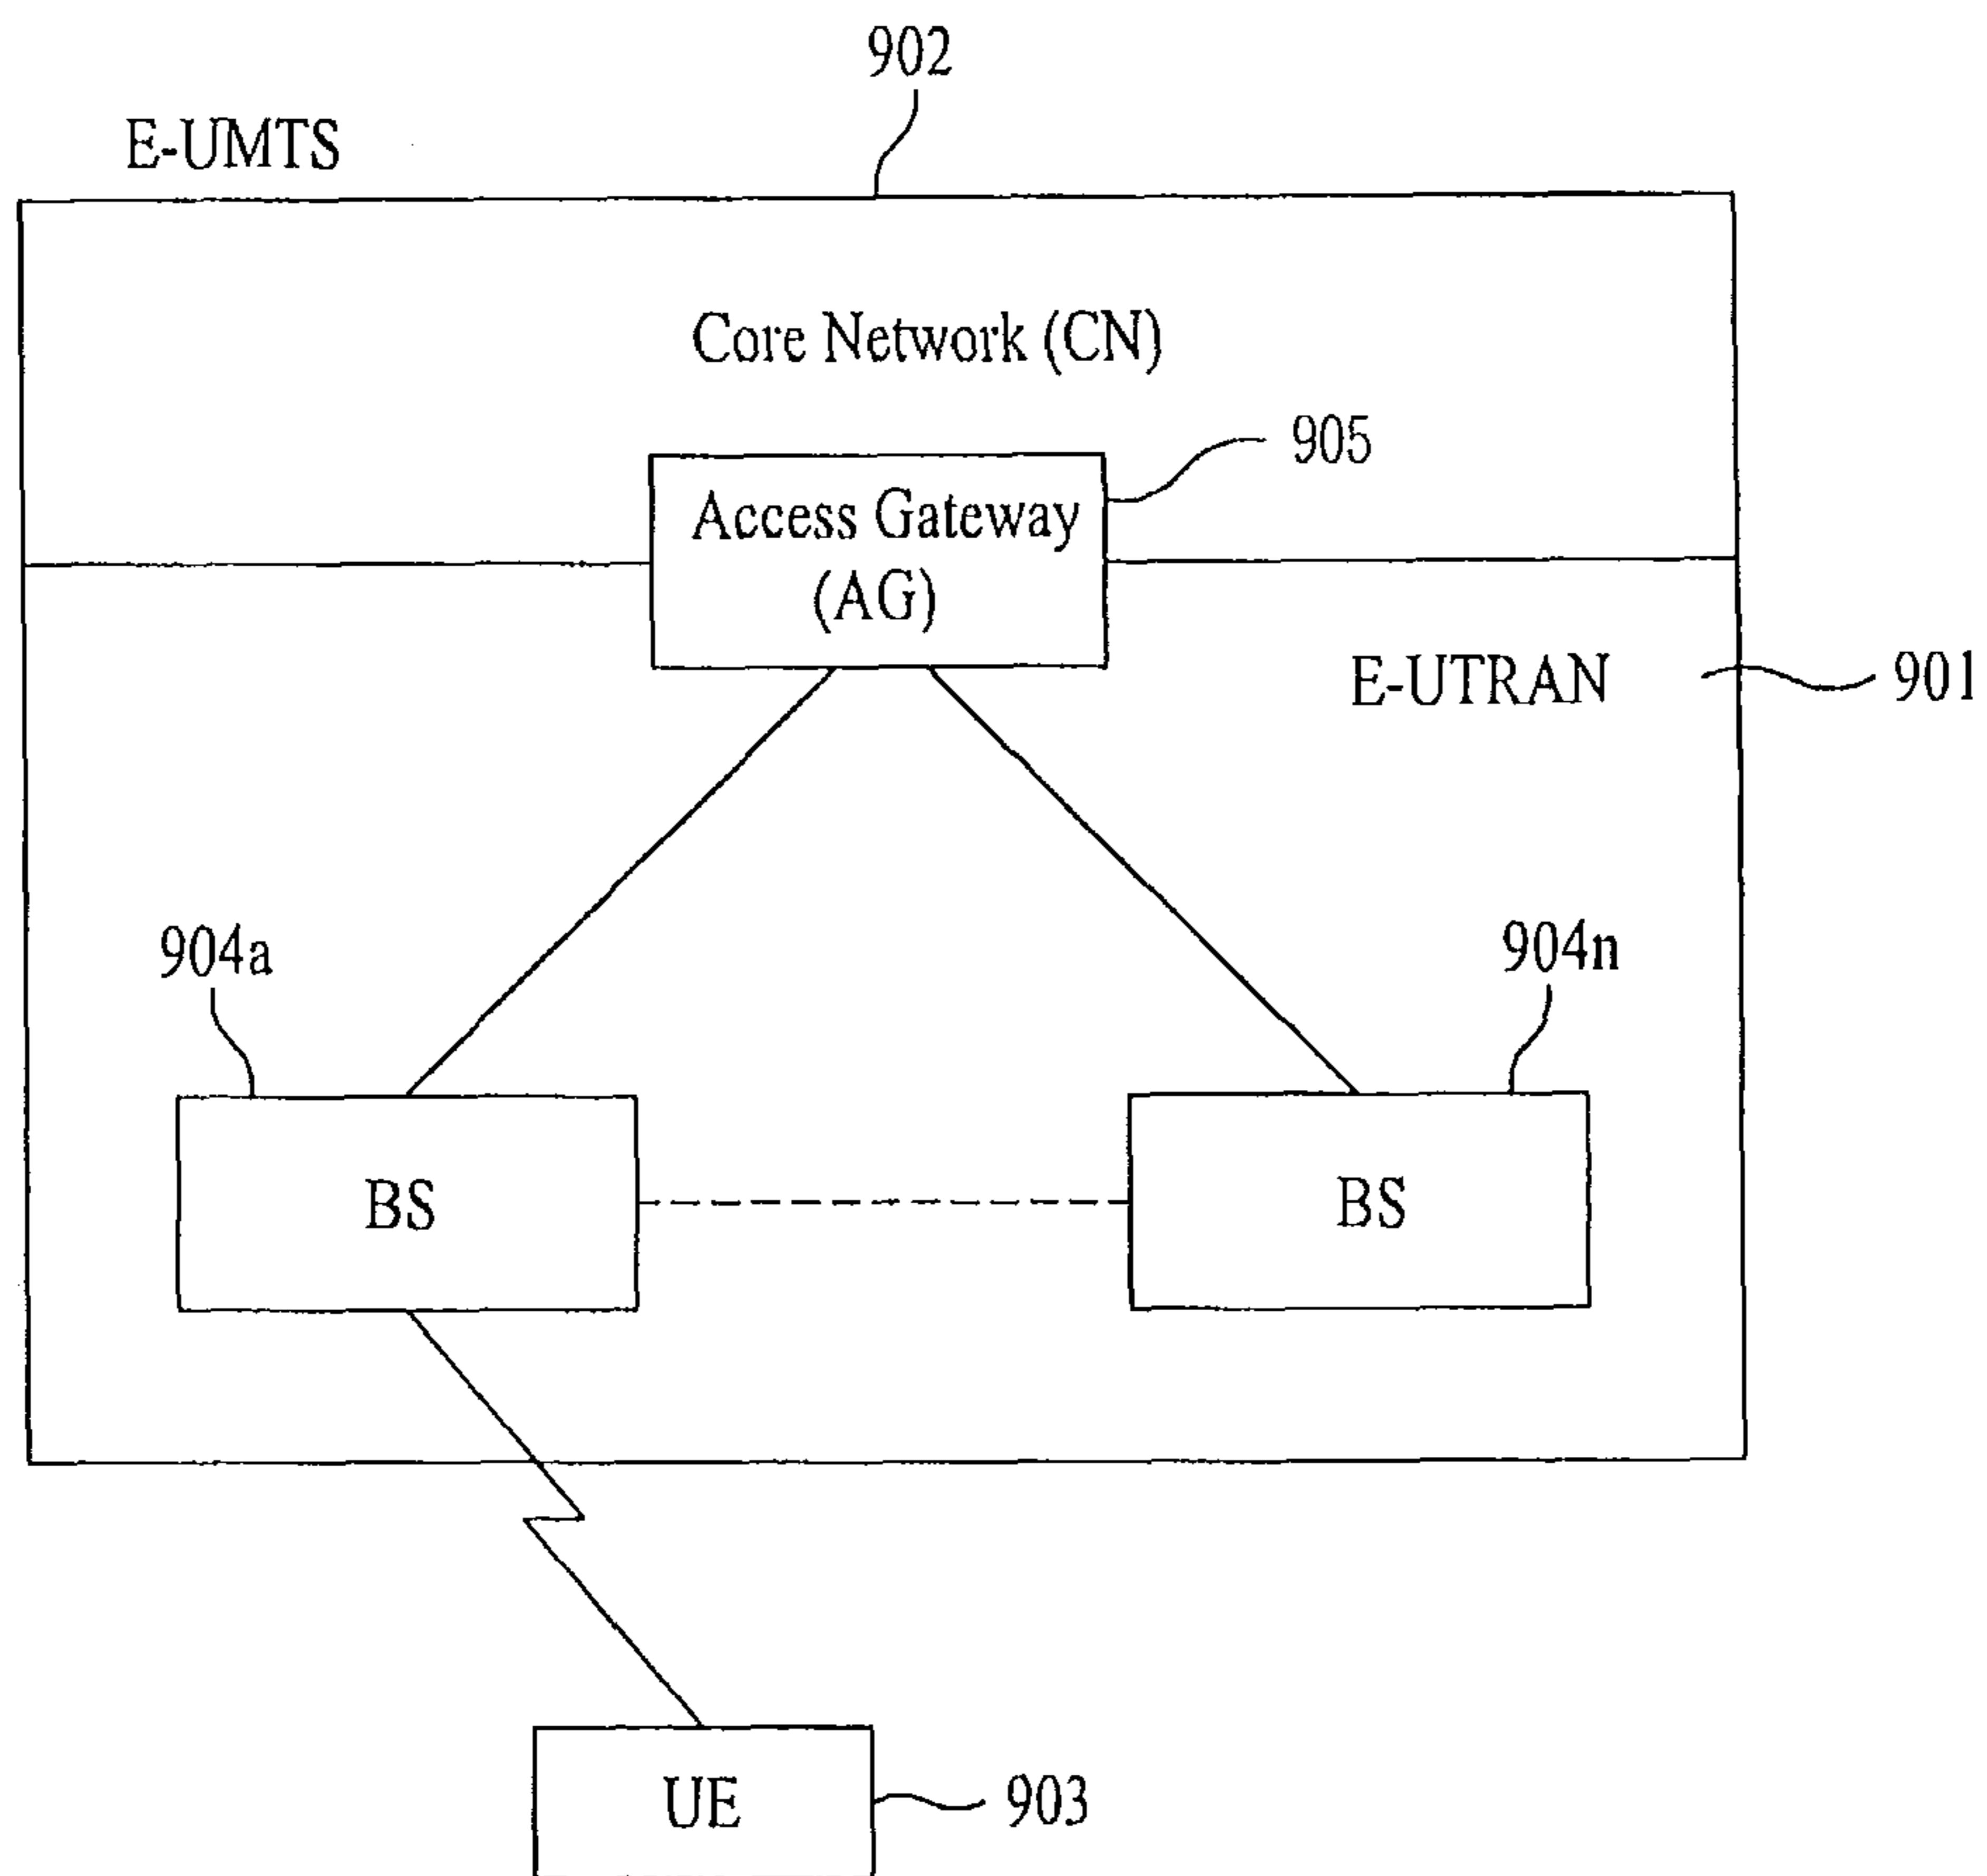 902
E-UMTS
Core Network (CN)
905
Access Gateway
(AG)
E-UTRAN
901
904a
904n
BS
BS
UE
903